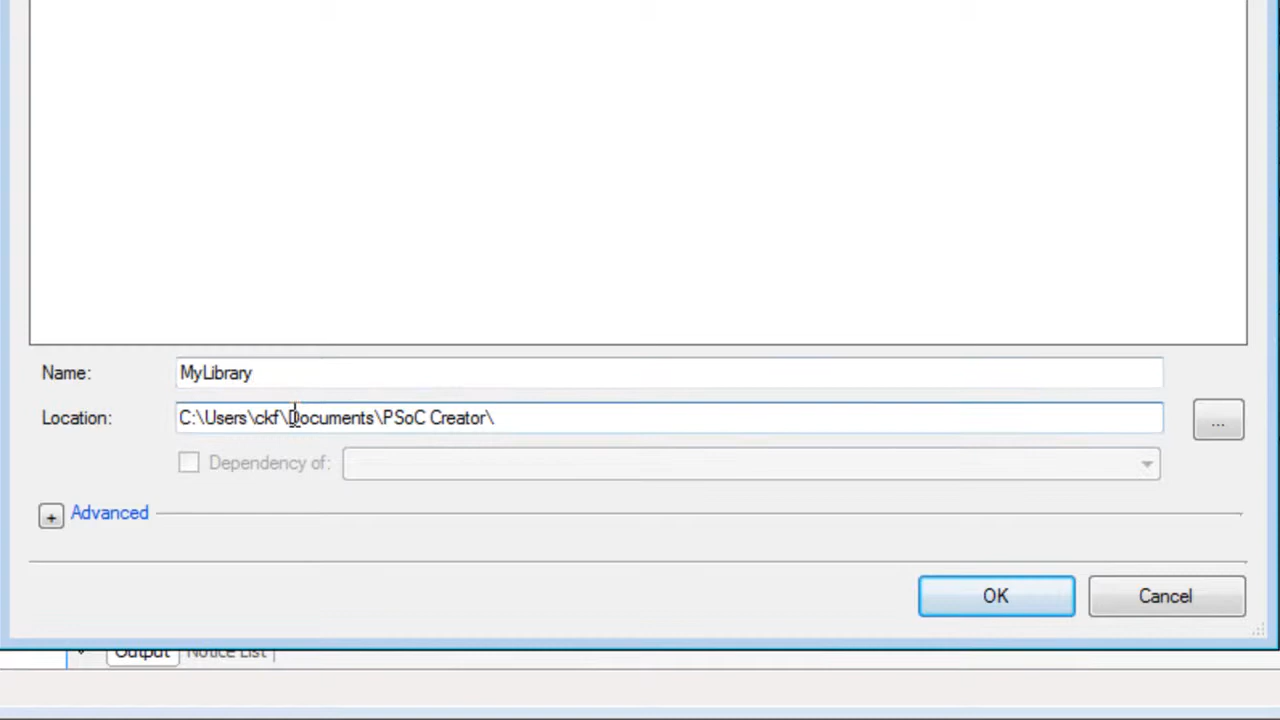 Name: MyLibrary
Location: C:\Users\ckf\Documents\PSoC Creator\ ...
Dependency of:
+ Advanced
OK Cancel
Output Notice List